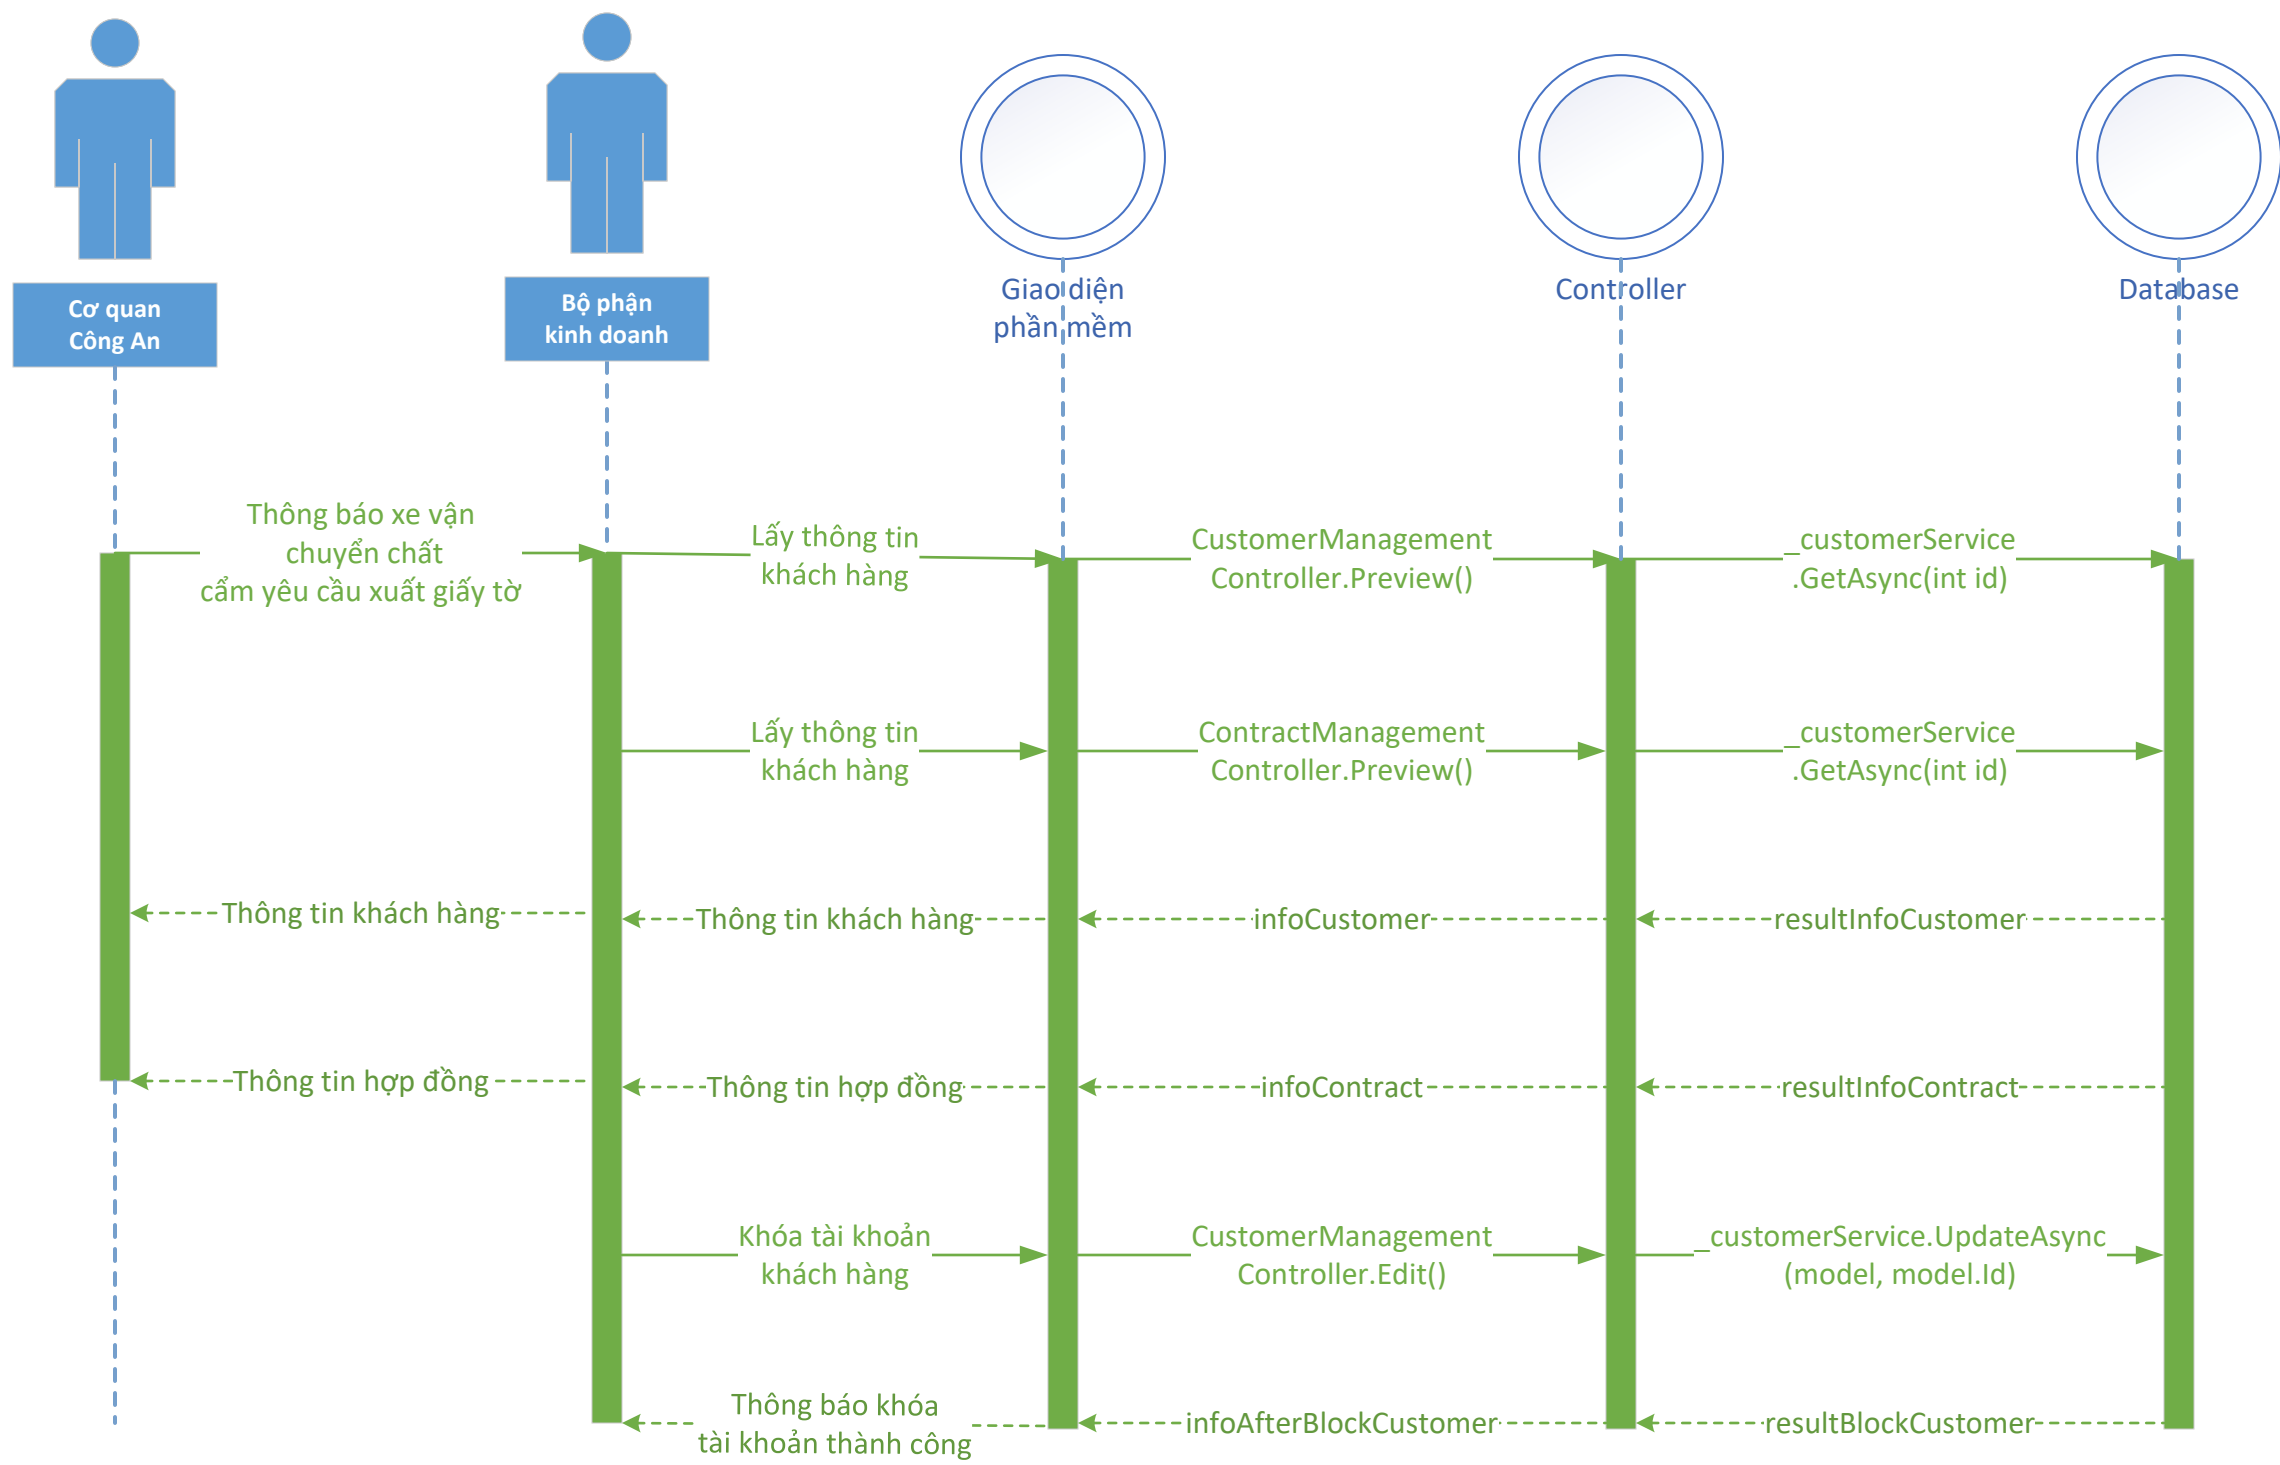 Cơ quan
Công An
Bộ phận
kinh doanh
Giao diện
phần mềm
Controller
Database
Thông báo xe vận
chuyển chất
cẩm yêu cầu xuất giấy tờ
Lấy thông tin
khách hàng
CustomerManagement
Controller.Preview()
_customerService
.GetAsync(int id)
Lấy thông tin
khách hàng
ContractManagement
Controller.Preview()
_customerService
.GetAsync(int id)
Thông tin khách hàng
Thông tin khách hàng
infoCustomer
resultInfoCustomer
Thông tin hợp đồng
Thông tin hợp đồng
infoContract
resultInfoContract
Khóa tài khoản
khách hàng
CustomerManagement
Controller.Edit()
_customerService.UpdateAsync
(model, model.Id)
Thông báo khóa
tài khoản thành công
infoAfterBlockCustomer
resultBlockCustomer